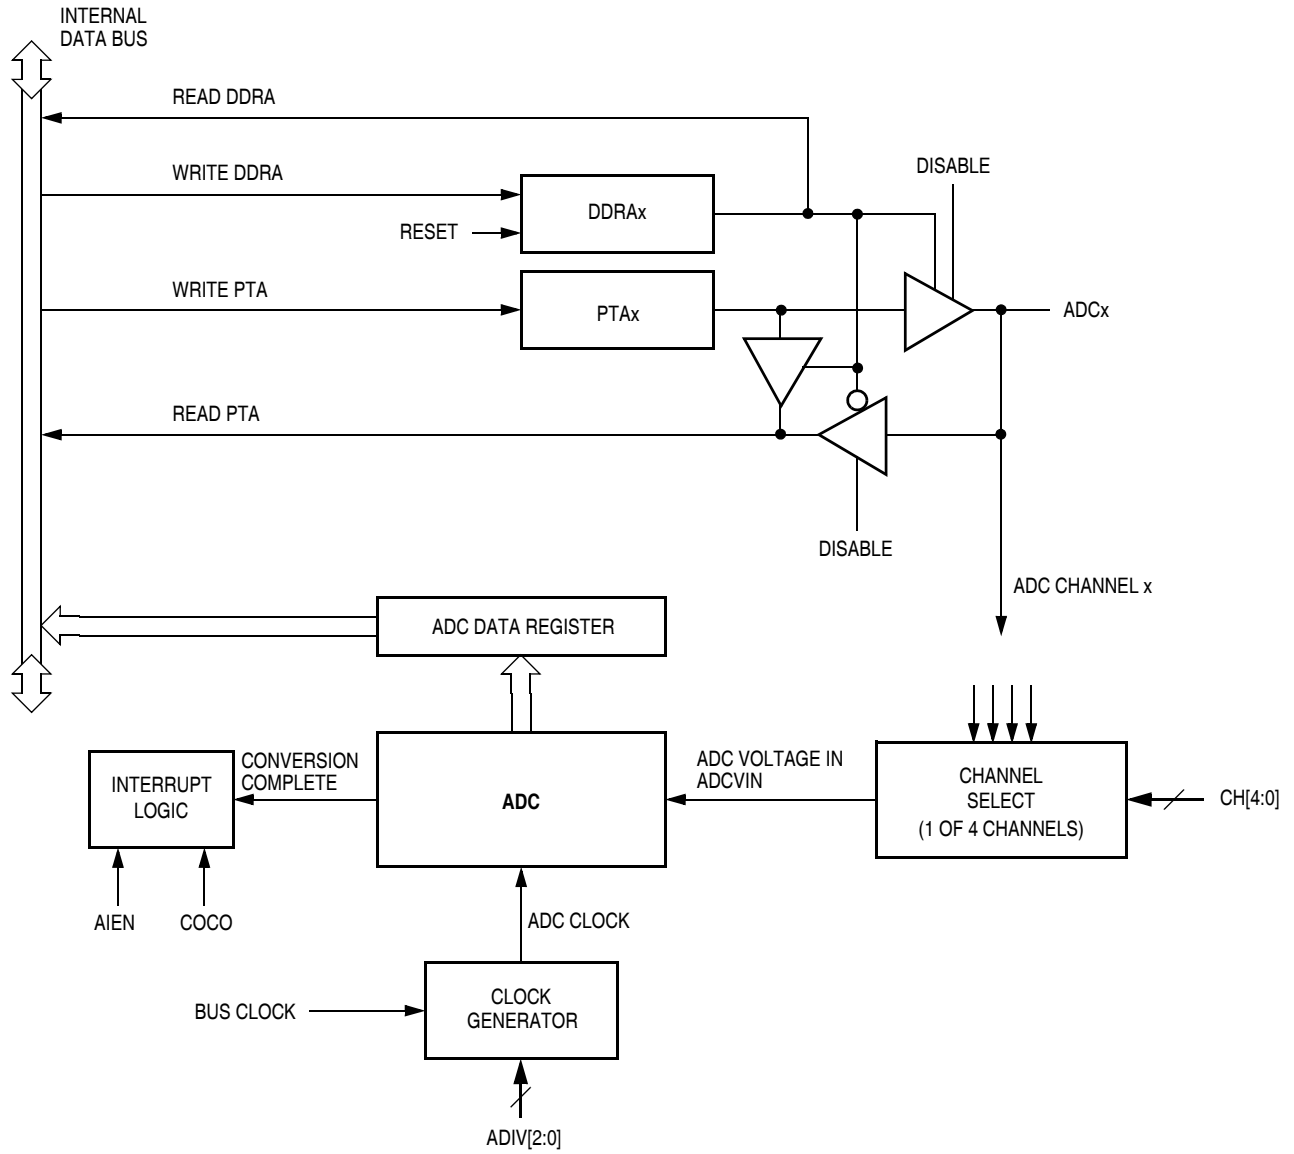 INTERNAL
DATA BUS
READ DDRA
WRITE DDRA
DISABLE
DDRAx
RESET
WRITE PTA
PTAx
ADCx
READ PTA
DISABLE
ADC CHANNEL x
ADC DATA REGISTER
INTERRUPT
LOGIC
CONVERSION
COMPLETE
ADC
ADC VOLTAGE IN
ADCVIN
CHANNEL
SELECT
(1 OF 4 CHANNELS)
CH[4:0]
AIEN
COCO
ADC CLOCK
BUS CLOCK
CLOCK
GENERATOR
ADIV[2:0]